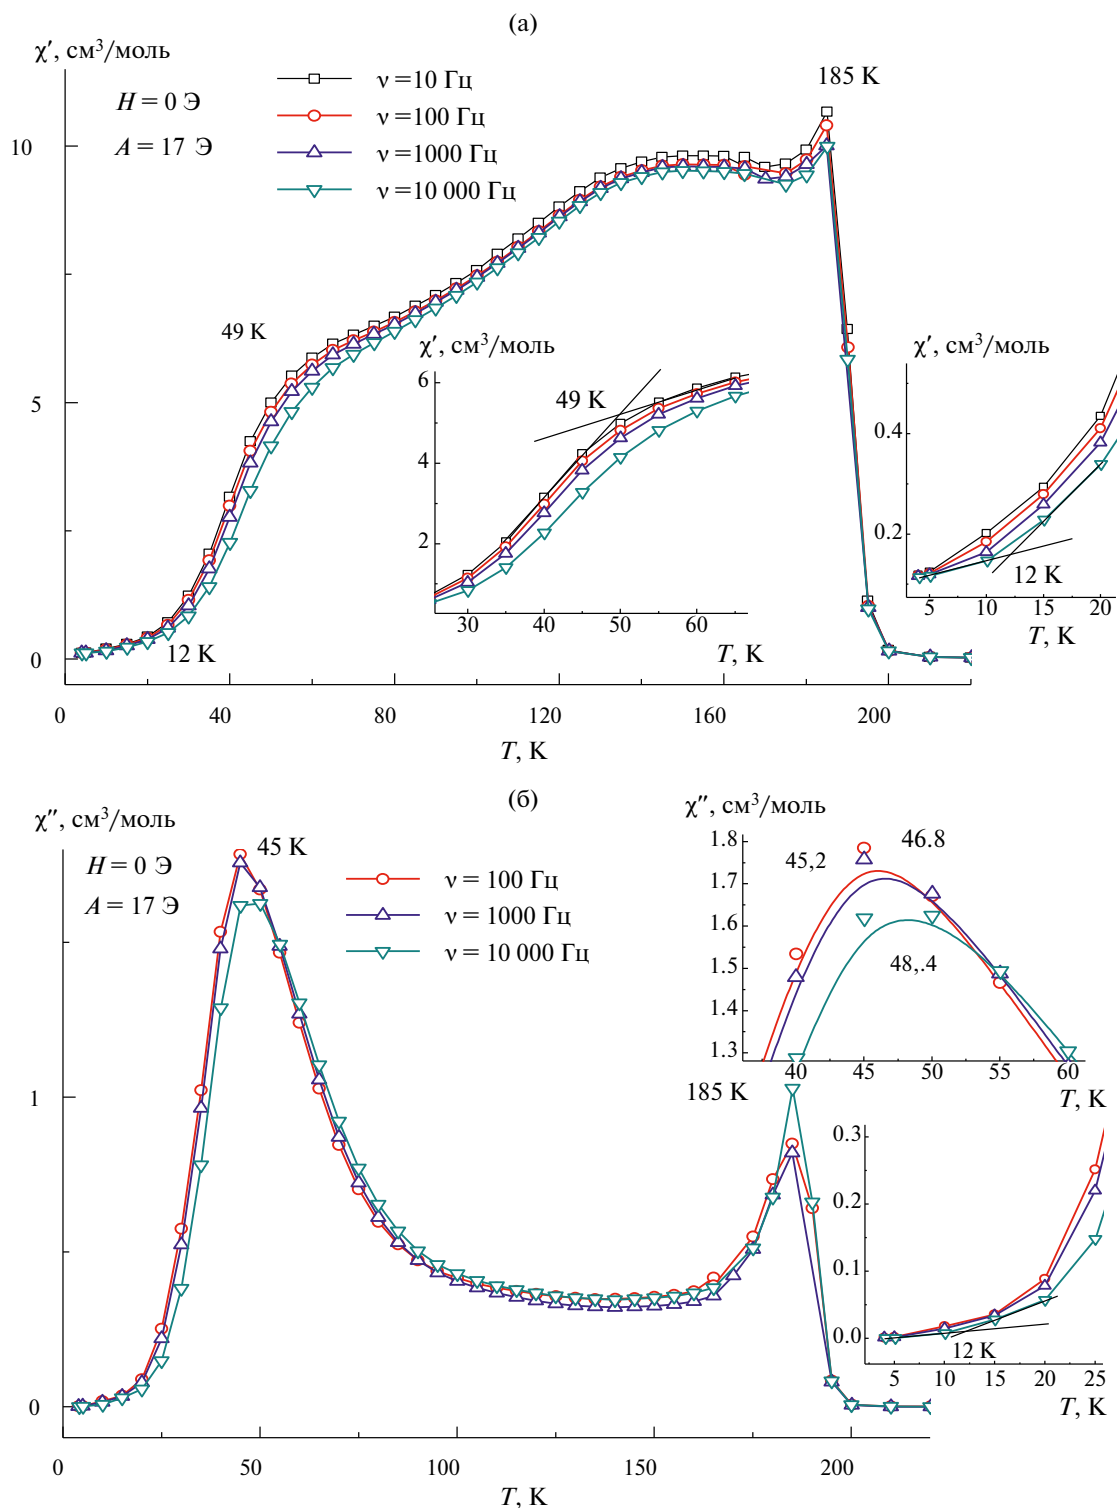 (а)
χ′, см³/моль
H = 0 Э
A = 17 Э
ν = 10 Гц
ν = 100 Гц
ν = 1000 Гц
ν = 10 000 Гц
185 K
10
5
0
49 K
12 K
χ′, см³/моль
6
4
2
49 K
30 40 50 60
T, K
χ′, см³/моль
0.4
0.2
12 K
5 10 15 20
T, K
0 40 80 120 160 200
T, K
(б)
χ″, см³/моль
H = 0 Э
A = 17 Э
45 K
ν = 100 Гц
ν = 1000 Гц
ν = 10 000 Гц
1
0
χ″, см³/моль
1.8
1.7
1.6
1.5
1.4
1.3
45,2
46.8
48,.4
40 45 50 55 60
T, K
185 K
0.3
0.2
0.1
0.0
12 K
5 10 15 20 25
T, K
0 50 100 150 200
T, K